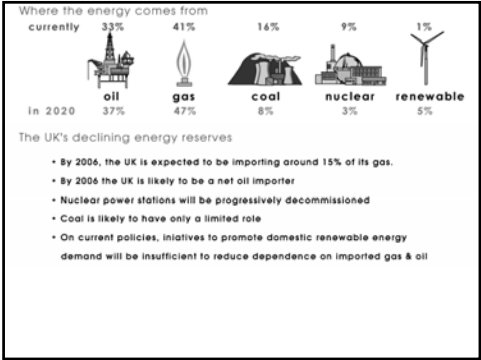 Where the energy comes from
currently 33% 41% 16% 9% 1%
oil gas coal nuclear renewable
in 2020 37% 47% 8% 3% 5%
The UK's declining energy reserves
• By 2006, the UK is expected to be importing around 15% of its gas.
• By 2006 the UK is likely to be a net oil importer
• Nuclear power stations will be progressively decommissioned
• Coal is likely to have only a limited role
• On current policies, iniatives to promote domestic renewable energy
demand will be insufficient to reduce dependence on imported gas & oil